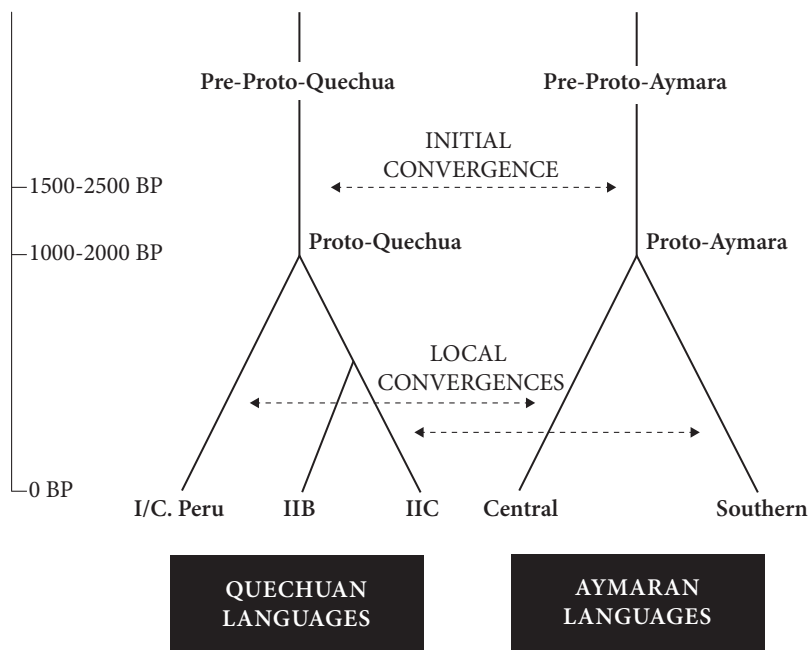 Pre-Proto-Quechua
Pre-Proto-Aymara
INITIAL
CONVERGENCE
1500-2500 BP
Proto-Quechua
Proto-Aymara
1000-2000 BP
LOCAL
CONVERGENCES
0 BP
I/C. Peru
IIB
IIC
Central
Southern
QUECHUAN
LANGUAGES
AYMARAN
LANGUAGES